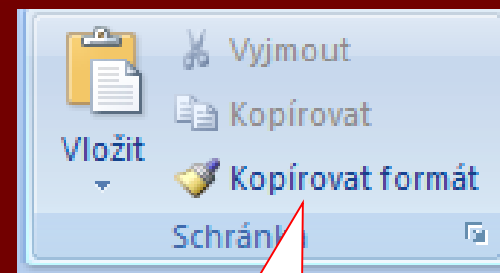 Vyjmout
Kopírovat
Vložit
Kopírovat formát
Schránka